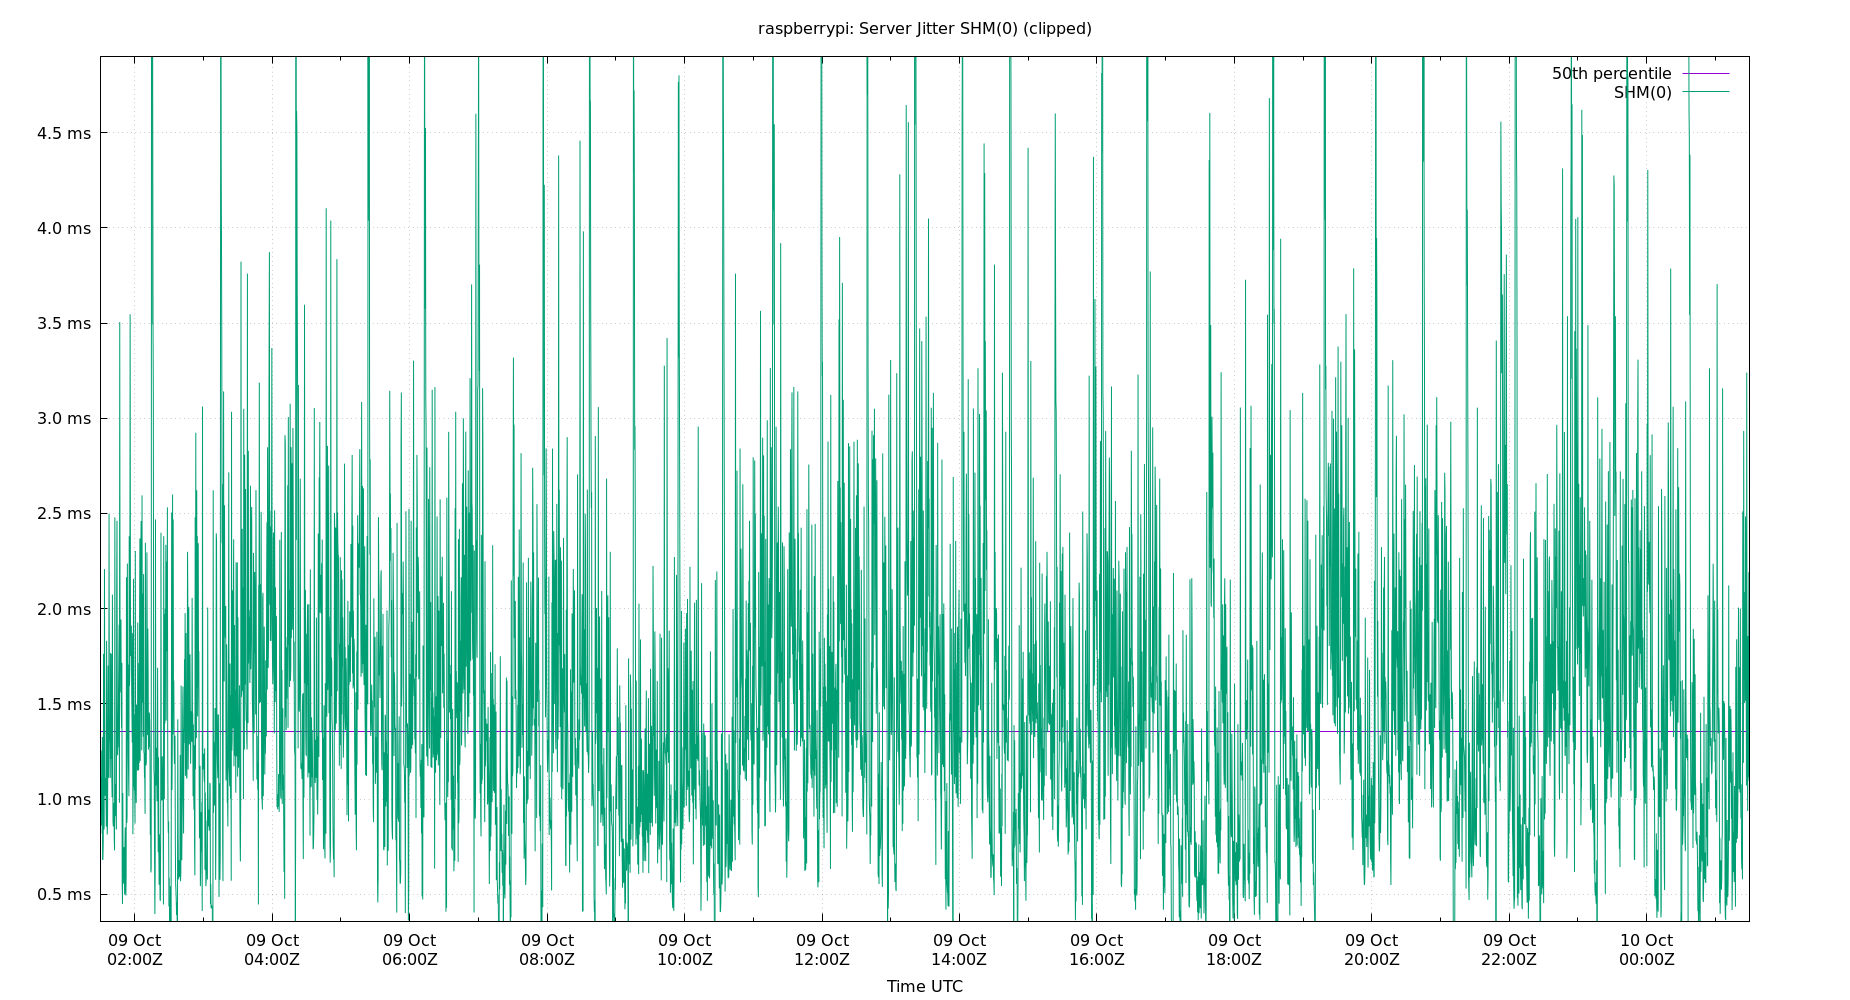 raspberrypi: Server Jitter SHM(0) (clipped)
50th percentile
SHM(0)
4.5 ms
4.0 ms
3.5 ms
3.0 ms
2.5 ms
2.0 ms
1.5 ms
1.0 ms
0.5 ms
09 Oct 09 Oct 09 Oct 09 Oct 09 Oct 09 Oct 09 Oct 09 Oct 09 Oct 09 Oct 09 Oct 10 Oct
02:00Z 04:00Z 06:00Z 08:00Z 10:00Z 12:00Z 14:00Z 16:00Z 18:00Z 20:00Z 22:00Z 00:00Z
Time UTC